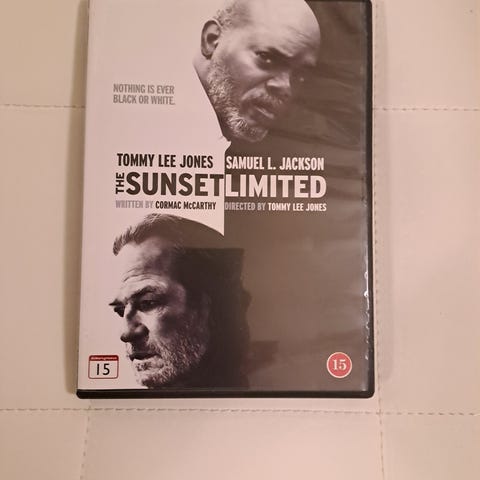 NOTHING IS EVER
BLACK OR WHITE.
TOMMY LEE JONES SAMUEL L. JACKSON
THE SUNSET LIMITED
WRITTEN BY CORMAC McCARTHY DIRECTED BY TOMMY LEE JONES
15
15